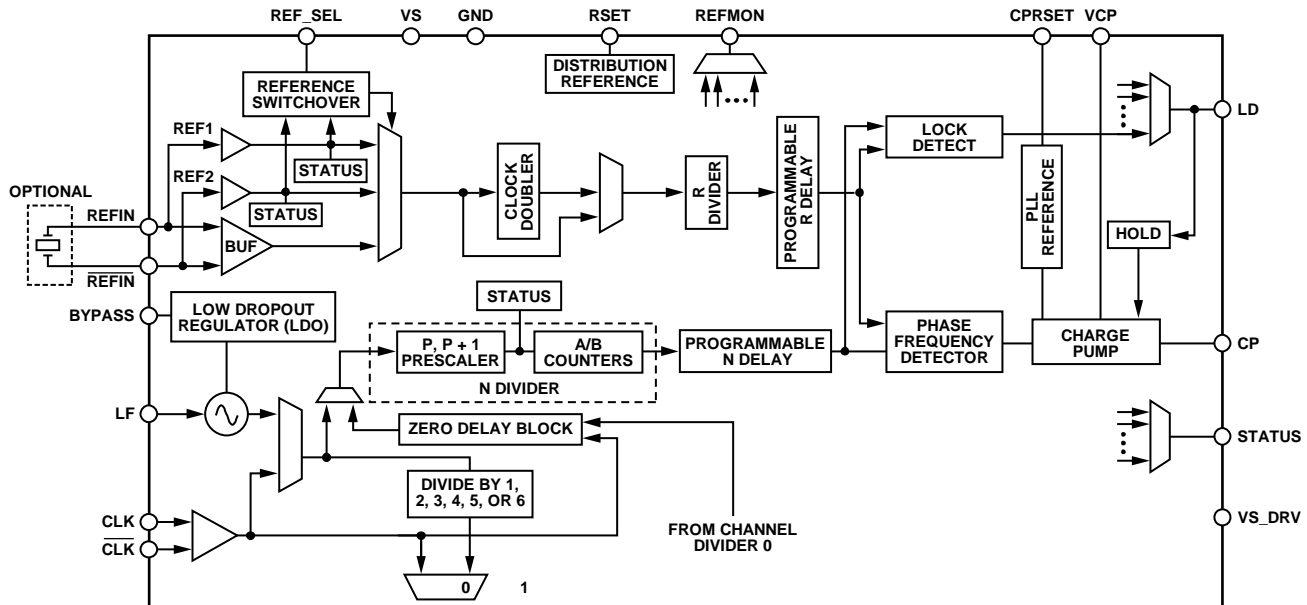 REF_SEL
VS
GND
RSET
REFMON
CPRSET
VCP
REFERENCE
SWITCHOVER
DISTRIBUTION
REFERENCE
REF1
REF2
STATUS
STATUS
OPTIONAL
REFIN
REFIN
BUF
CLOCK
DOUBLER
R
DIVIDER
PROGRAMMABLE
R DELAY
LOCK
DETECT
PLL
REFERENCE
LD
HOLD
BYPASS
LOW DROPOUT
REGULATOR (LDO)
STATUS
P, P + 1
PRESCALER
A/B
COUNTERS
N DIVIDER
PROGRAMMABLE
N DELAY
PHASE
FREQUENCY
DETECTOR
CHARGE
PUMP
CP
LF
ZERO DELAY BLOCK
STATUS
DIVIDE BY 1,
2, 3, 4, 5, OR 6
CLK
CLK
FROM CHANNEL
DIVIDER 0
VS_DRV
0
1